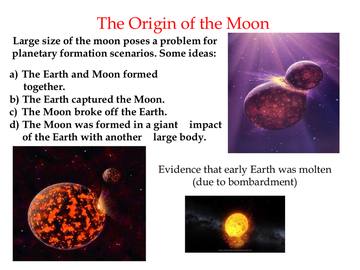 The Origin of the Moon
Large size of the moon poses a problem for
planetary formation scenarios. Some ideas:
a) The Earth and Moon formed
together.
b) The Earth captured the Moon.
c) The Moon broke off the Earth.
d) The Moon was formed in a giant impact
of the Earth with another large body.
Evidence that early Earth was molten
(due to bombardment)